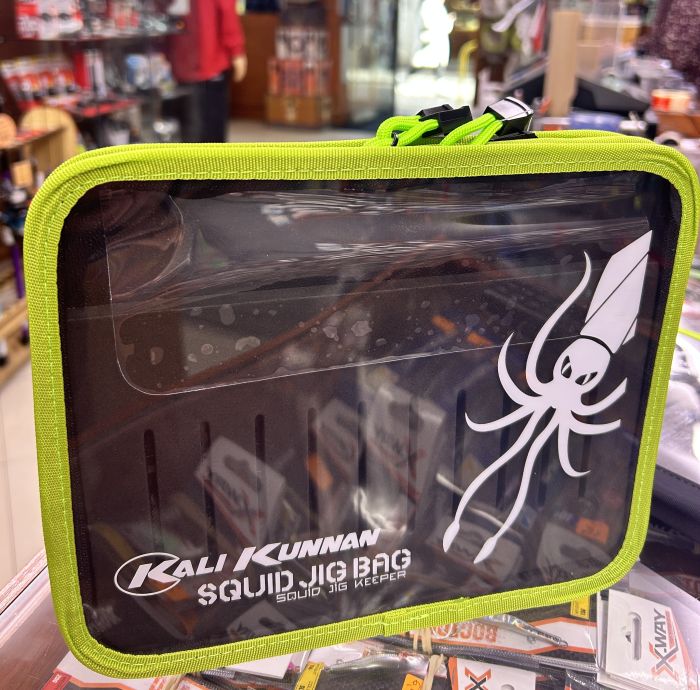 KALI KUNNAN
SQUID JIG BAG
SQUID JIG KEEPER
X-WAY